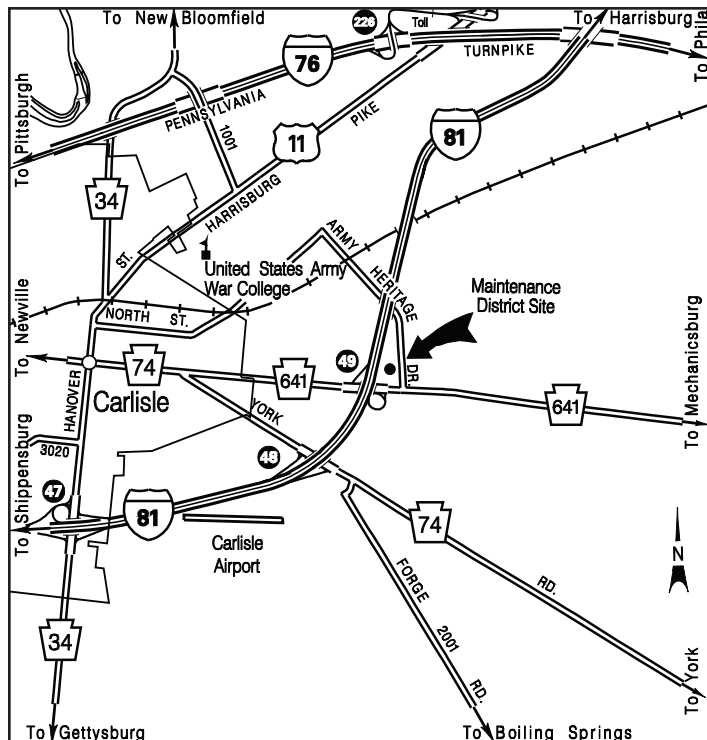 To New Bloomfield
226
Toll
To Harrisburg
76
TURNPIKE
To Phila
PENNSYLVANIA
To Pittsburgh
1001
PIKE
11
81
34
HARRISBURG
ST.
ARMY
HERITAGE
DR.
United States Army
War College
Maintenance
District Site
To Newville
NORTH ST.
49
74
641
To Mechanicsburg
HANOVER
Carlisle
641
YORK
3020
48
To Shippensburg
47
81
Carlisle
Airport
74
N
FORGE
2001
RD.
RD.
34
To York
To Gettysburg
To Boiling Springs